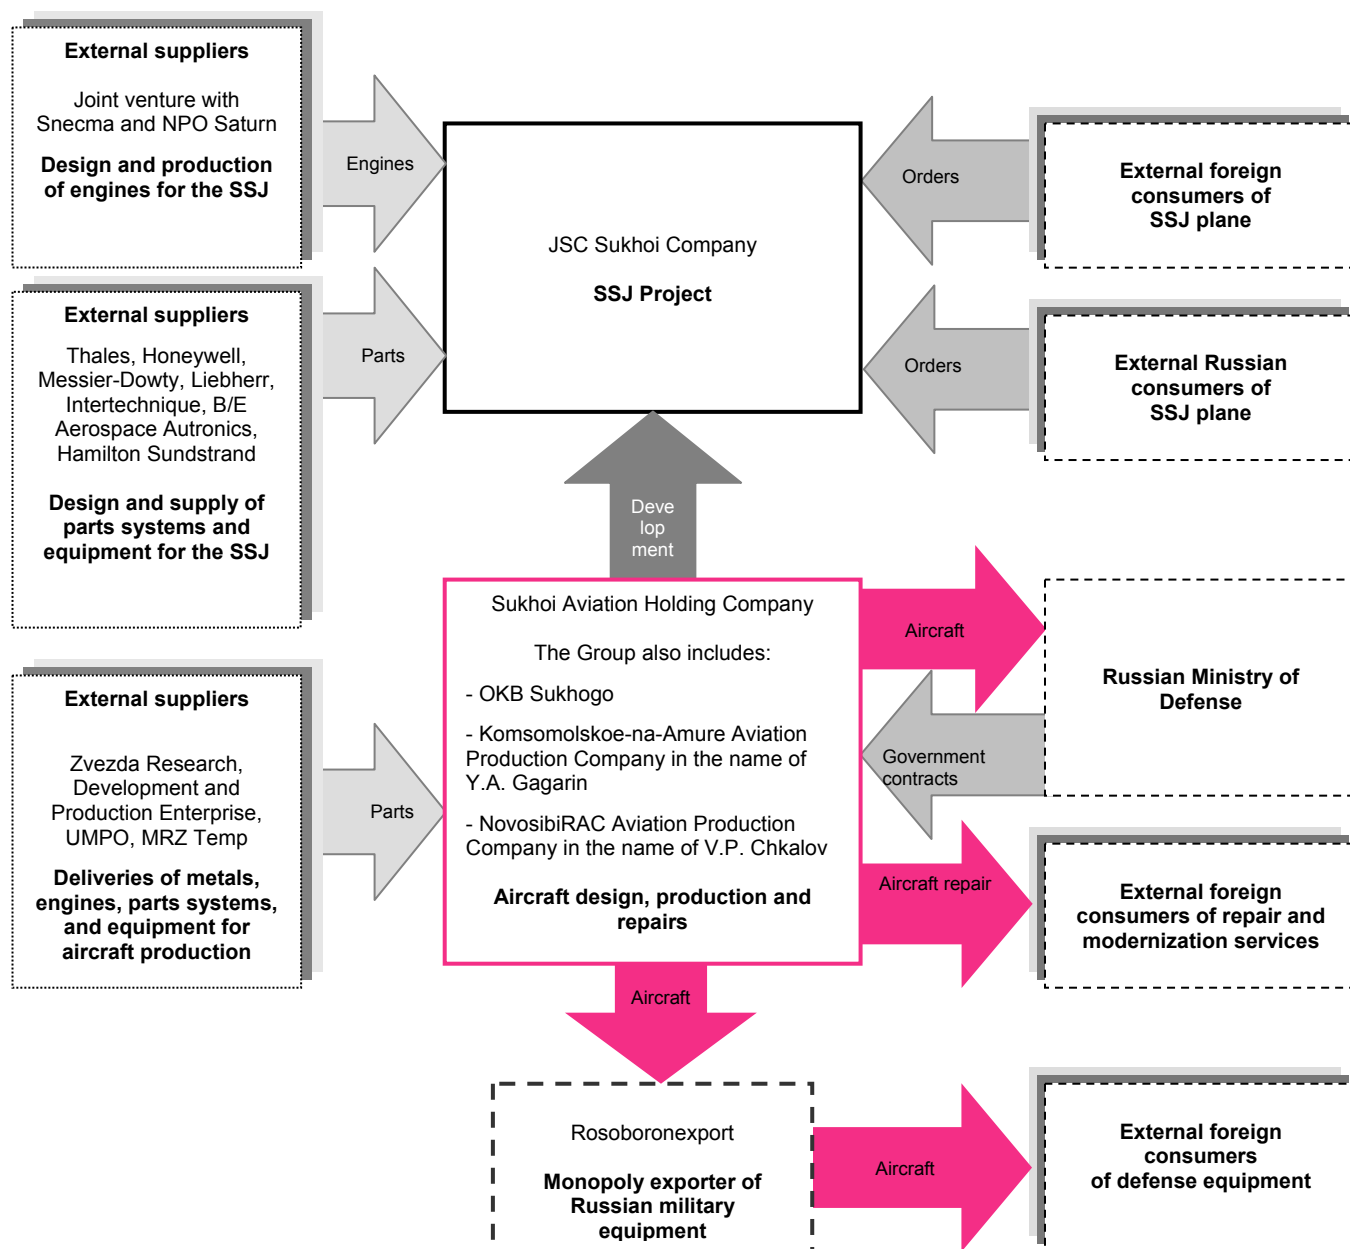 External suppliers
Joint venture with
Snecma and NPO Saturn
Design and production
of engines for the SSJ
Engines
JSC Sukhoi Company
SSJ Project
Orders
External foreign
consumers of
SSJ plane
External suppliers
Thales, Honeywell,
Messier-Dowty, Liebherr,
Intertechnique, B/E
Aerospace Autronics,
Hamilton Sundstrand
Design and supply of
parts systems and
equipment for the SSJ
Parts
Orders
External Russian
consumers of
SSJ plane
Deve
lop
ment
External suppliers
Zvezda Research,
Development and
Production Enterprise,
UMPO, MRZ Temp
Deliveries of metals,
engines, parts systems,
and equipment for
aircraft production
Parts
Sukhoi Aviation Holding Company
The Group also includes:
- OKB Sukhogo
- Komsomolskoe-na-Amure Aviation
Production Company in the name of
Y.A. Gagarin
- NovosibiRAC Aviation Production
Company in the name of V.P. Chkalov
Aircraft design, production and
repairs
Aircraft
Russian Ministry of
Defense
Government
contracts
Aircraft repair
External foreign
consumers of repair and
modernization services
Aircraft
Rosoboronexport
Monopoly exporter of
Russian military
equipment
Aircraft
External foreign
consumers
of defense equipment